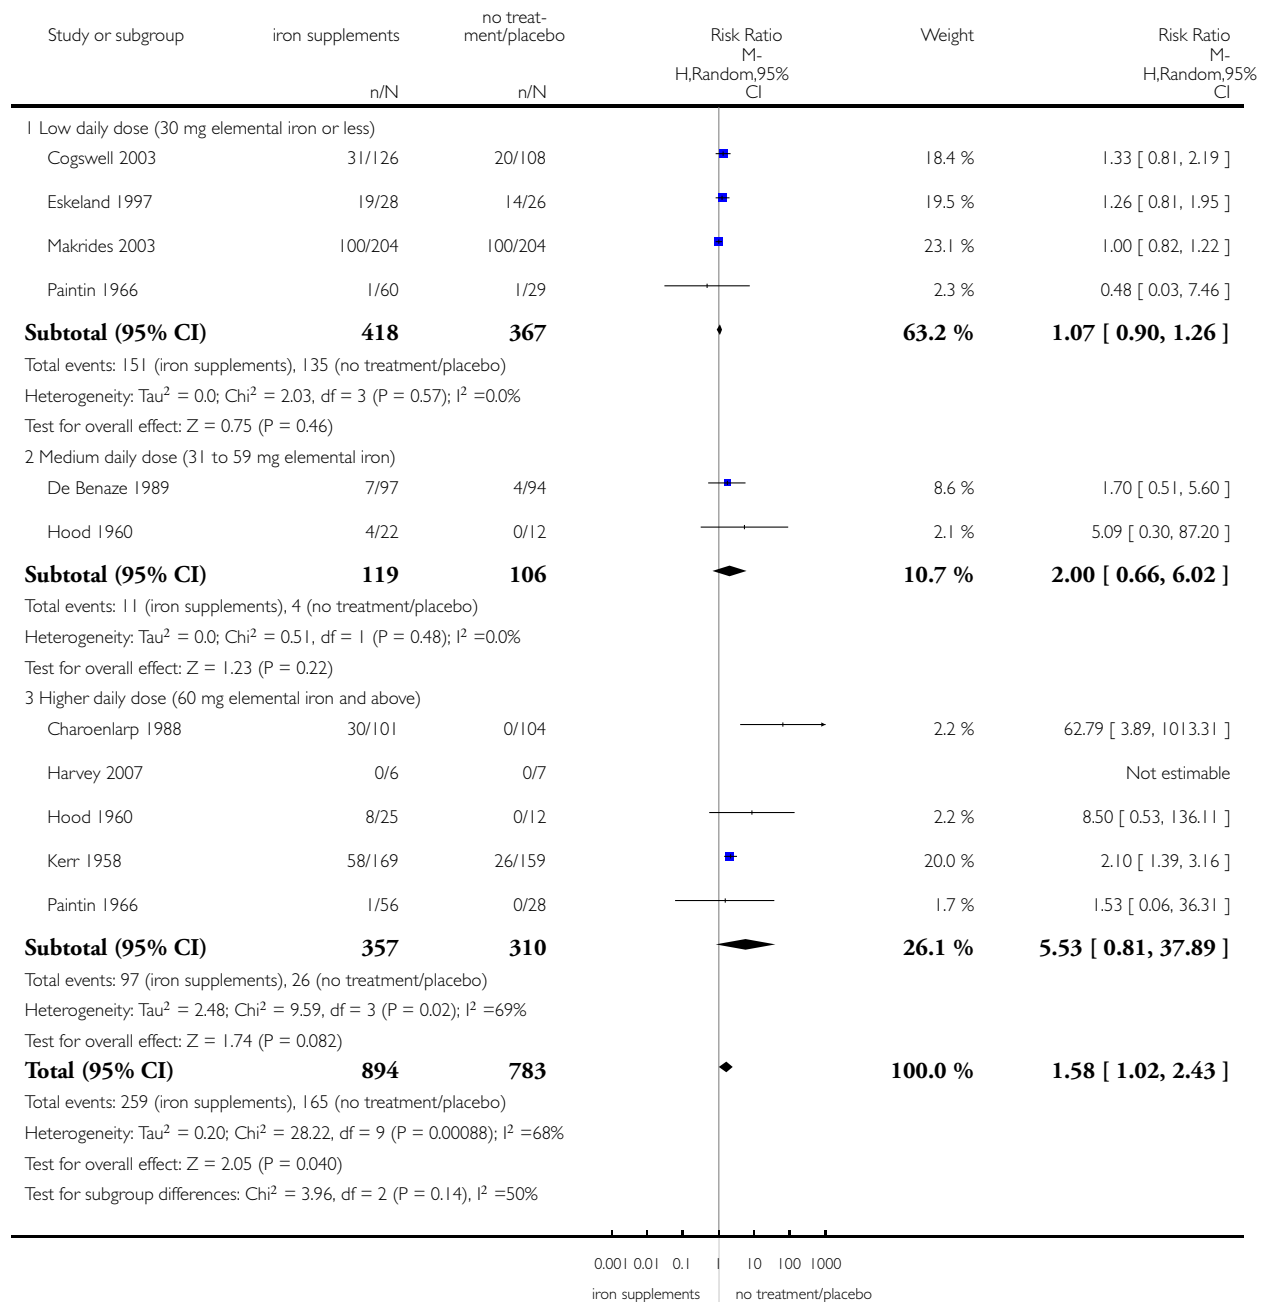 no treat-
Study or subgroup iron supplements ment/placebo Risk Ratio Weight Risk Ratio
M- M-
H,Random,95% H,Random,95%
n/N n/N CI CI
1 Low daily dose (30 mg elemental iron or less)
Cogswell 2003 31/126 20/108 18.4 % 1.33 [ 0.81, 2.19 ]
Eskeland 1997 19/28 14/26 19.5 % 1.26 [ 0.81, 1.95 ]
Makrides 2003 100/204 100/204 23.1 % 1.00 [ 0.82, 1.22 ]
Paintin 1966 1/60 1/29 2.3 % 0.48 [ 0.03, 7.46 ]
Subtotal (95% CI) 418 367 63.2 % 1.07 [ 0.90, 1.26 ]
Total events: 151 (iron supplements), 135 (no treatment/placebo)
Heterogeneity: Tau² = 0.0; Chi² = 2.03, df = 3 (P = 0.57); I² =0.0%
Test for overall effect: Z = 0.75 (P = 0.46)
2 Medium daily dose (31 to 59 mg elemental iron)
De Benaze 1989 7/97 4/94 8.6 % 1.70 [ 0.51, 5.60 ]
Hood 1960 4/22 0/12 2.1 % 5.09 [ 0.30, 87.20 ]
Subtotal (95% CI) 119 106 10.7 % 2.00 [ 0.66, 6.02 ]
Total events: 11 (iron supplements), 4 (no treatment/placebo)
Heterogeneity: Tau² = 0.0; Chi² = 0.51, df = 1 (P = 0.48); I² =0.0%
Test for overall effect: Z = 1.23 (P = 0.22)
3 Higher daily dose (60 mg elemental iron and above)
Charoenlarp 1988 30/101 0/104 2.2 % 62.79 [ 3.89, 1013.31 ]
Harvey 2007 0/6 0/7 Not estimable
Hood 1960 8/25 0/12 2.2 % 8.50 [ 0.53, 136.11 ]
Kerr 1958 58/169 26/159 20.0 % 2.10 [ 1.39, 3.16 ]
Paintin 1966 1/56 0/28 1.7 % 1.53 [ 0.06, 36.31 ]
Subtotal (95% CI) 357 310 26.1 % 5.53 [ 0.81, 37.89 ]
Total events: 97 (iron supplements), 26 (no treatment/placebo)
Heterogeneity: Tau² = 2.48; Chi² = 9.59, df = 3 (P = 0.02); I² =69%
Test for overall effect: Z = 1.74 (P = 0.082)
Total (95% CI) 894 783 100.0 % 1.58 [ 1.02, 2.43 ]
Total events: 259 (iron supplements), 165 (no treatment/placebo)
Heterogeneity: Tau² = 0.20; Chi² = 28.22, df = 9 (P = 0.00088); I² =68%
Test for overall effect: Z = 2.05 (P = 0.040)
Test for subgroup differences: Chi² = 3.96, df = 2 (P = 0.14), I² =50%
0.001 0.01 0.1 1 10 100 1000
iron supplements no treatment/placebo